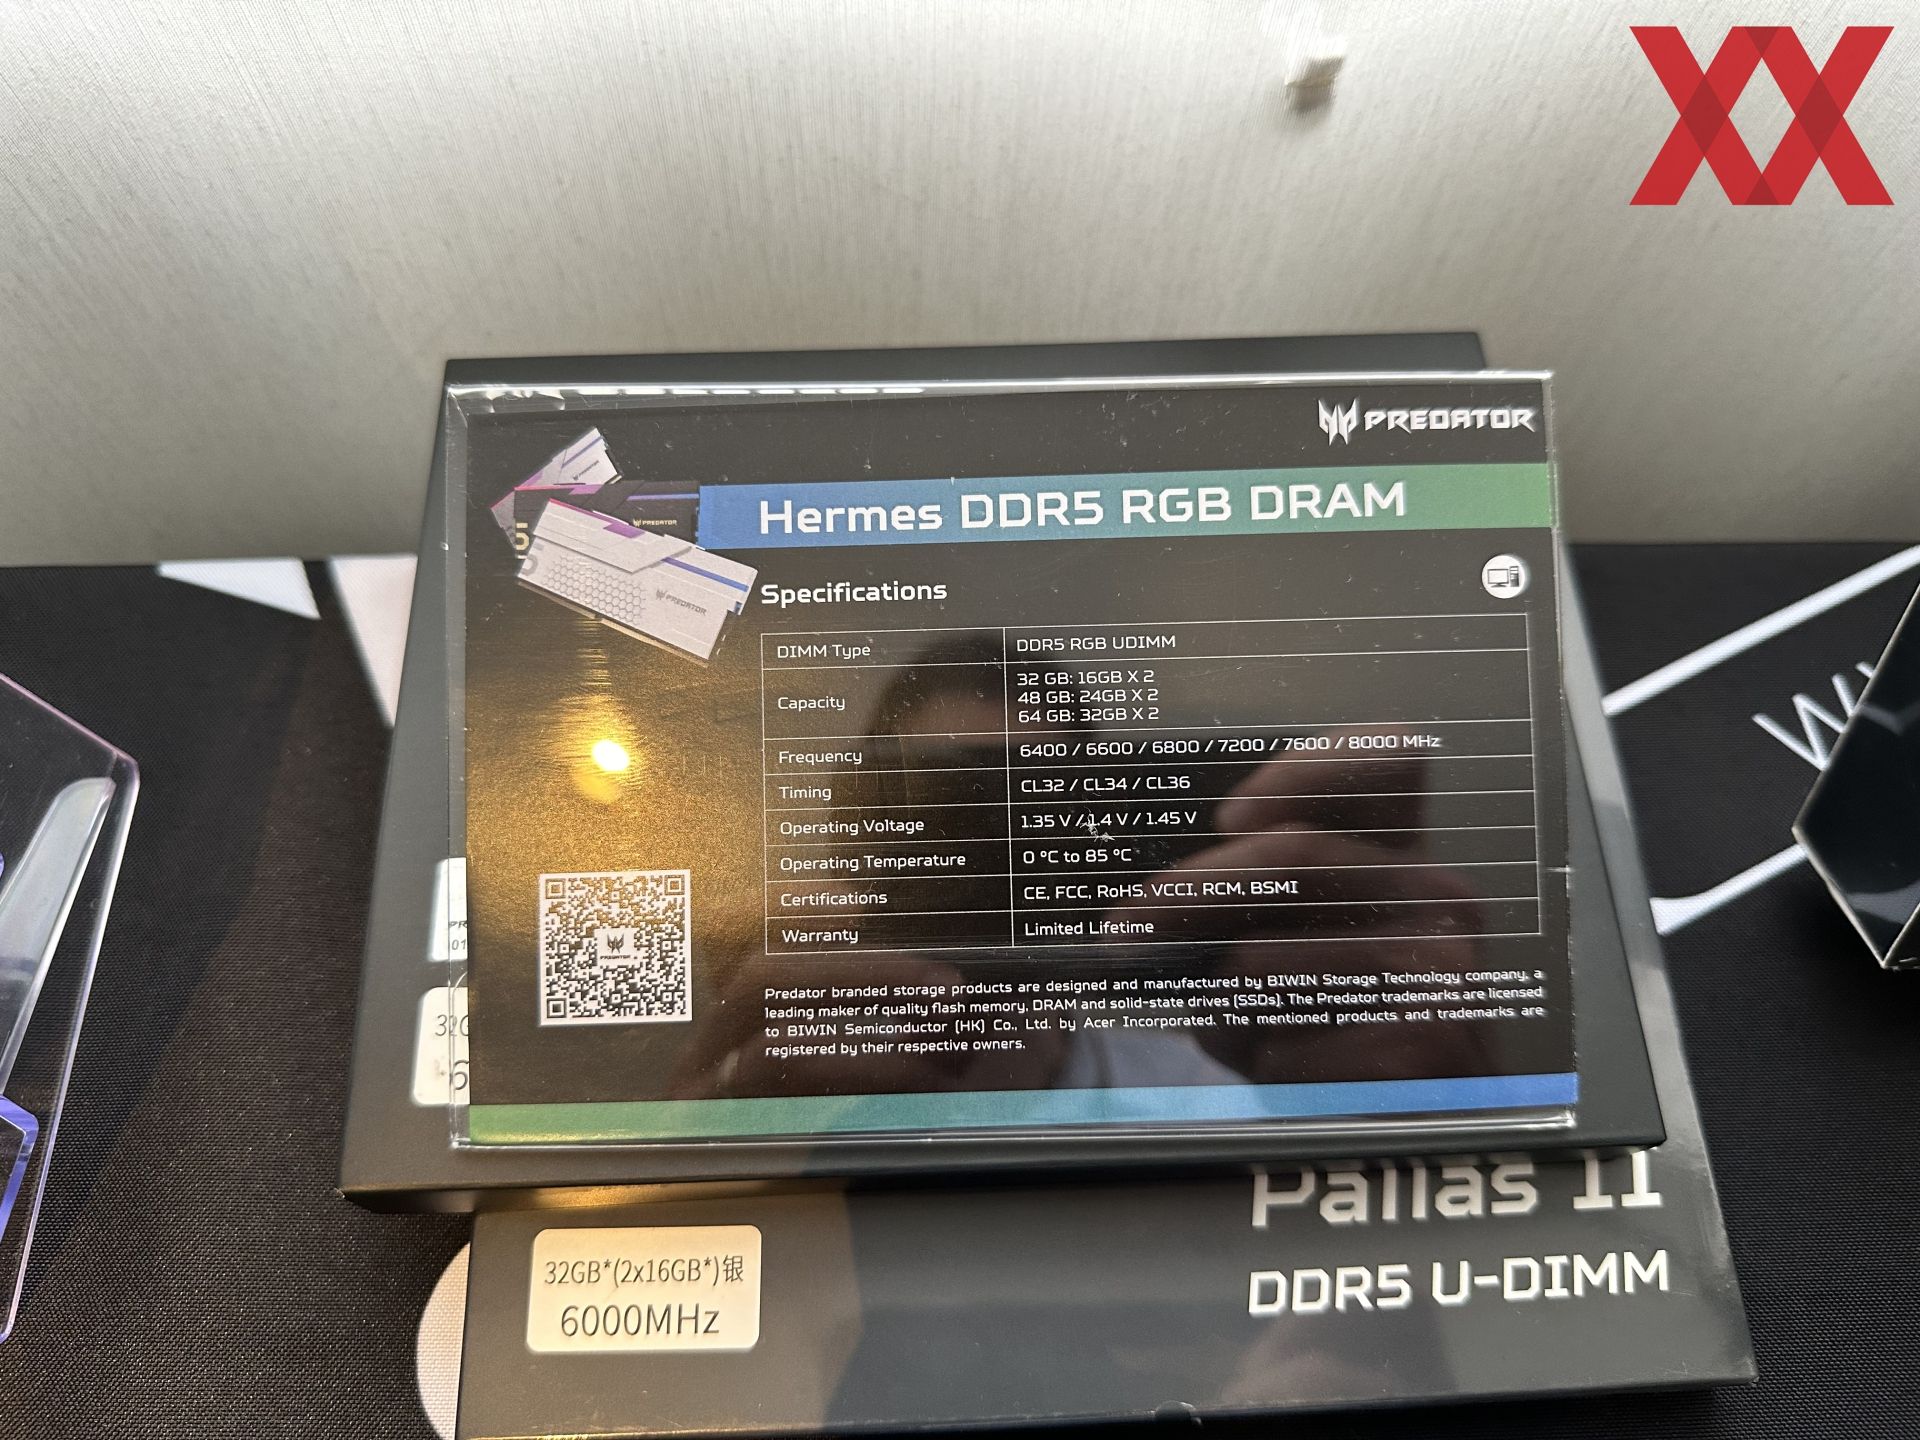 PREDATOR
Hermes DDR5 RGB DRAM
PREDATOR
PREDATOR
5
5
Specifications
DIMM Type DDR5 RGB UDIMM
Capacity 32 GB: 16GB X 2
48 GB: 24GB X 2
64 GB: 32GB X 2
Frequency 6400 / 6600 / 6800 / 7200 / 7600 / 8000 MHz
Timing CL32 / CL34 / CL36
Operating Voltage 1.35 V / 1.4 V / 1.45 V
Operating Temperature 0 °C to 85 °C
Certifications CE, FCC, RoHS, VCCI, RCM, BSMI
Warranty Limited Lifetime
PREDATOR
Predator branded storage products are designed and manufactured by BIWIN Storage Technology company, a
leading maker of quality flash memory, DRAM and solid-state drives (SSDs). The Predator trademarks are licensed
to BIWIN Semiconductor (HK) Co., Ltd. by Acer Incorporated. The mentioned products and trademarks are
registered by their respective owners.
Pallas II
DDR5 U-DIMM
32GB*(2x16GB*)银
6000MHz